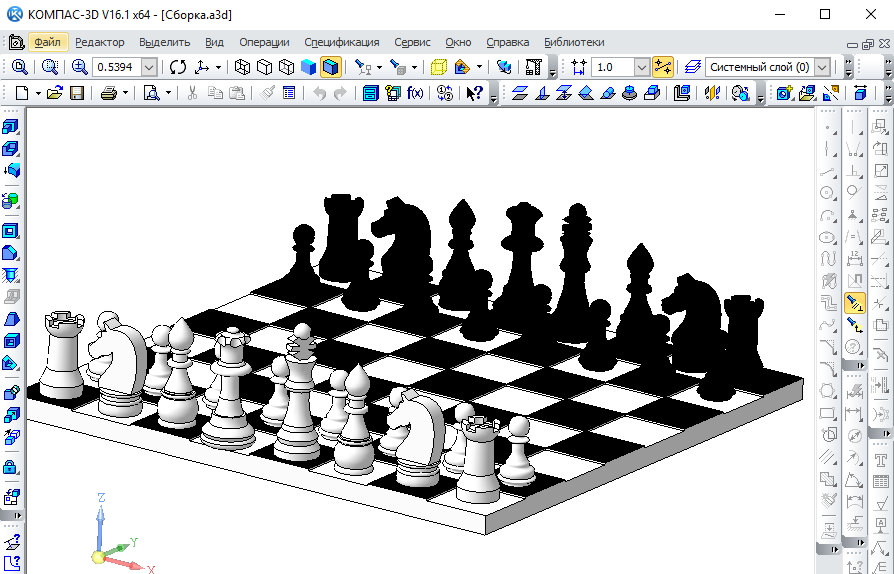 КОМПАС-3D V16.1 x64 - [Сборка.a3d]
Файл Редактор Выделить Вид Операции Спецификация Сервис Окно Справка Библиотеки
0.5394 1.0 Системный слой (0)
f(x)
Z
Y
X